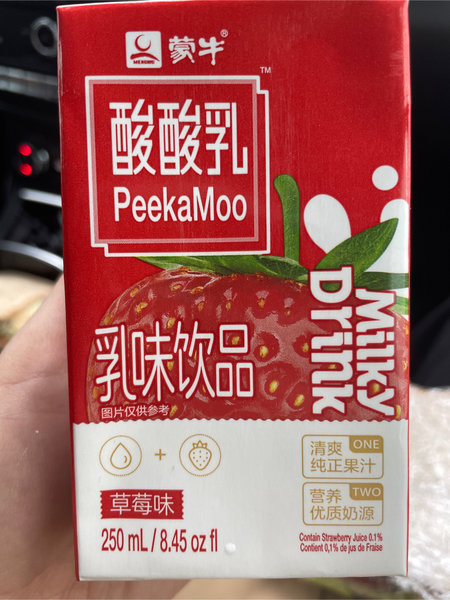 MENGNIU
蒙牛®
酸酸乳™
PeekaMoo
Milky
Drink
乳味饮品
图片仅供参考
清爽 ONE
纯正果汁
营养 TWO
优质奶源
草莓味
250 mL / 8.45 oz fl
Contain Strawberry Juice 0.1%
Contient 0,1% de jus de Fraise